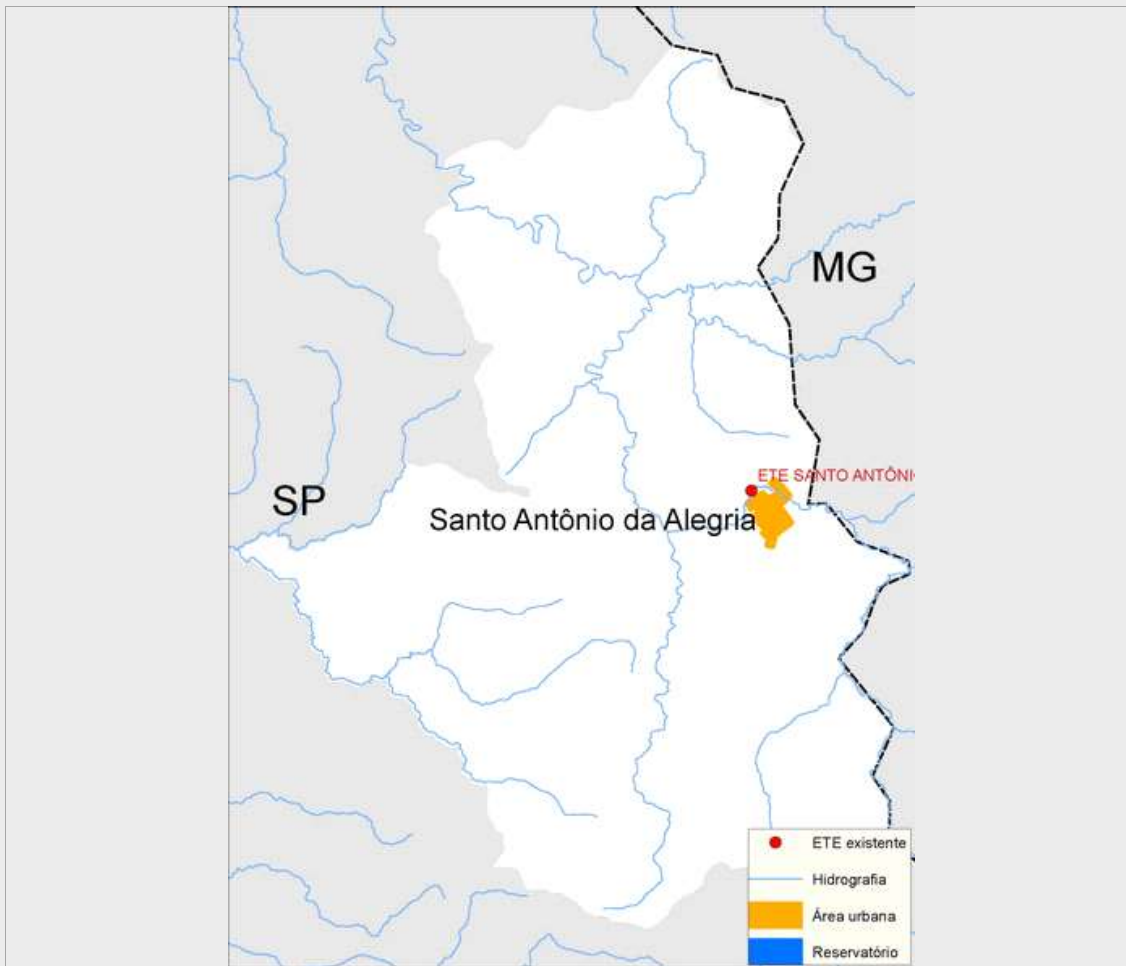 MG
ETE SANTO ANTÔNI
SP
Santo Antônio da Alegria
ETE existente
Hidrografia
Área urbana
Reservatório